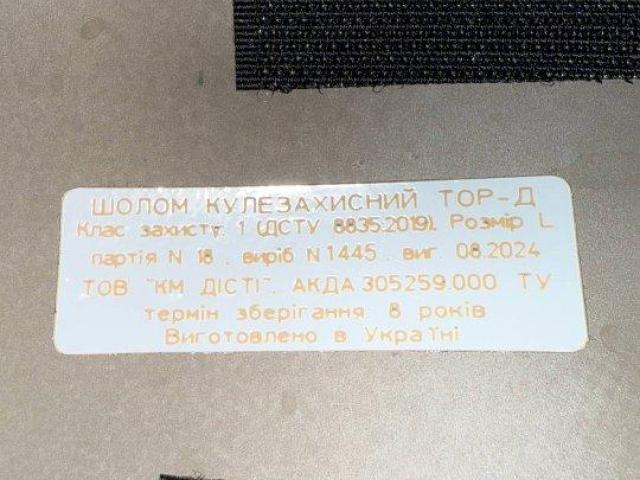 ШОЛОМ КУЛЕЗАХИСНИЙ ТОР-Д
Клас захисту 1 (ДСТУ 8835:2019). Розмір L
партія N 18 . виріб N 1445 . виг. 08.2024
ТОВ "КМ ДІСТІ". АКДА 305259.000 ТУ
термін зберігання 8 років
Виготовлено в Україні